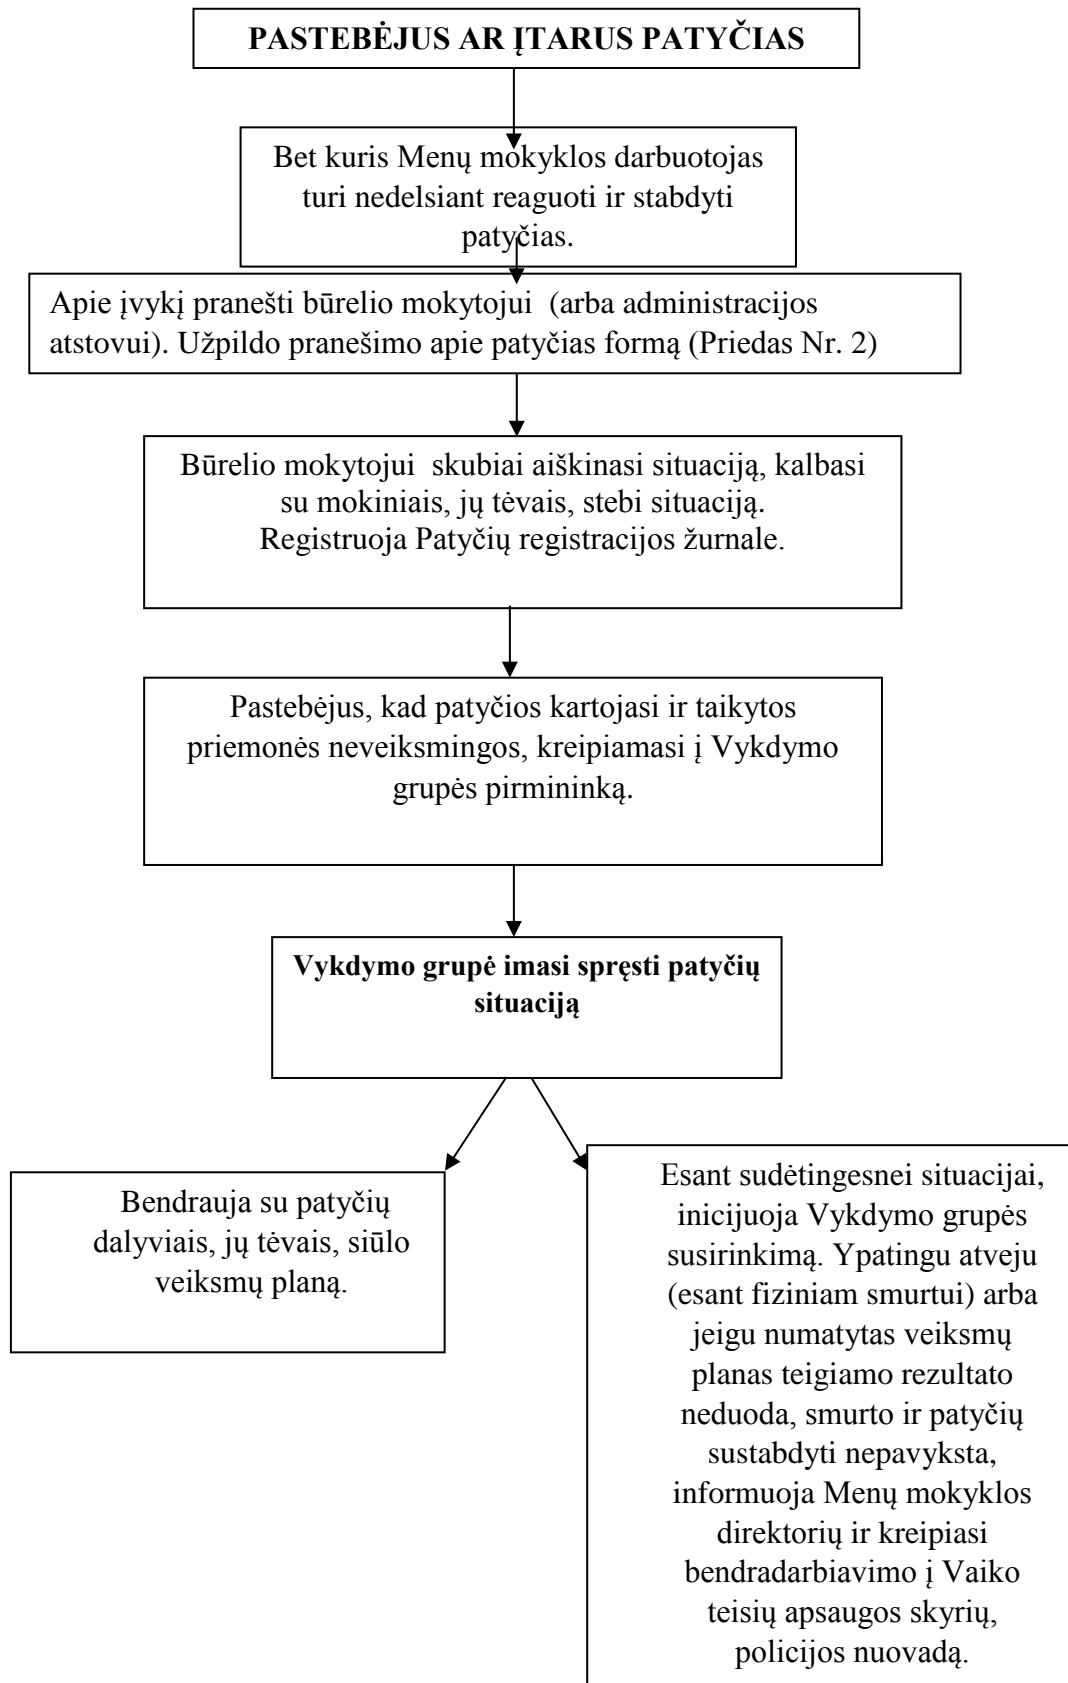 PASTEBĖJUS AR ĮTARUS PATYČIAS
Bet kuris Menų mokyklos darbuotojas
turi nedelsiant reaguoti ir stabdyti
patyčias.
Apie įvykį pranešti būrelio mokytojui  (arba administracijos
atstovui). Užpildo pranešimo apie patyčias formą (Priedas Nr. 2)
Būrelio mokytojui  skubiai aiškinasi situaciją, kalbasi
su mokiniais, jų tėvais, stebi situaciją.
Registruoja Patyčių registracijos žurnale.
Pastebėjus, kad patyčios kartojasi ir taikytos
priemonės neveiksmingos, kreipiamasi į Vykdymo
grupės pirmininką.
Vykdymo grupė imasi spręsti patyčių
situaciją
Bendrauja su patyčių
dalyviais, jų tėvais, siūlo
veiksmų planą.
Esant sudėtingesnei situacijai,
inicijuoja Vykdymo grupės
susirinkimą. Ypatingu atveju
(esant fiziniam smurtui) arba
jeigu numatytas veiksmų
planas teigiamo rezultato
neduoda, smurto ir patyčių
sustabdyti nepavyksta,
informuoja Menų mokyklos
direktorių ir kreipiasi
bendradarbiavimo į Vaiko
teisių apsaugos skyrių,
policijos nuovadą.